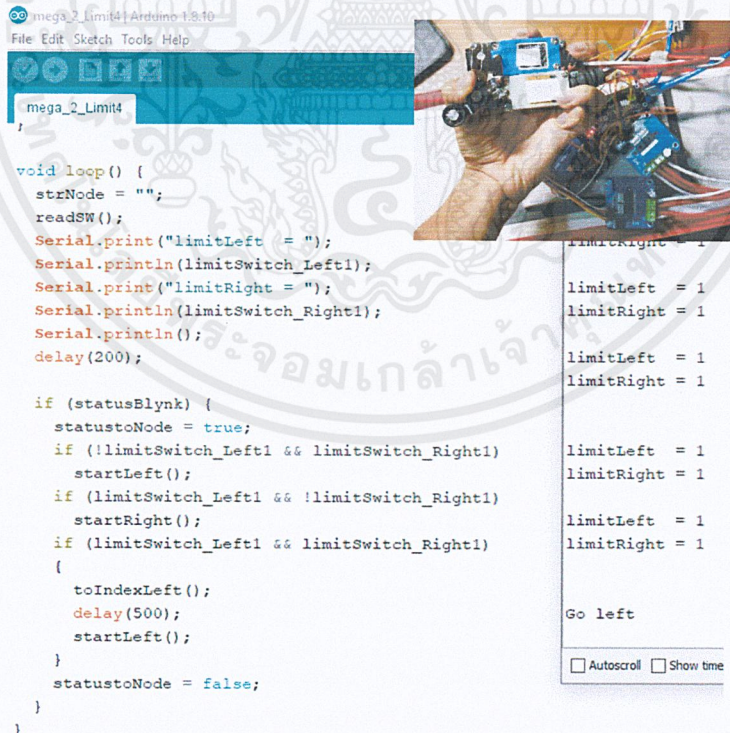 mega_2_Limit4 | Arduino 1.8.10
File Edit Sketch Tools Help
mega_2_Limit4
}
void loop() {
strNode = "";
readSW();
Serial.print("limitLeft  = ");
Serial.println(limitSwitch_Left1);
Serial.print("limitRight = ");
Serial.println(limitSwitch_Right1);
Serial.println();
delay(200);
if (statusBlynk) {
statustoNode = true;
if (!limitSwitch_Left1 && limitSwitch_Right1)
startLeft();
if (limitSwitch_Left1 && !limitSwitch_Right1)
startRight();
if (limitSwitch_Left1 && limitSwitch_Right1)
{
toIndexLeft();
delay(500);
startLeft();
}
statustoNode = false;
}
}
limitRight = 1
limitLeft  = 1
limitRight = 1
limitLeft  = 1
limitRight = 1
limitLeft  = 1
limitRight = 1
limitLeft  = 1
limitRight = 1
Go left
Autoscroll Show time